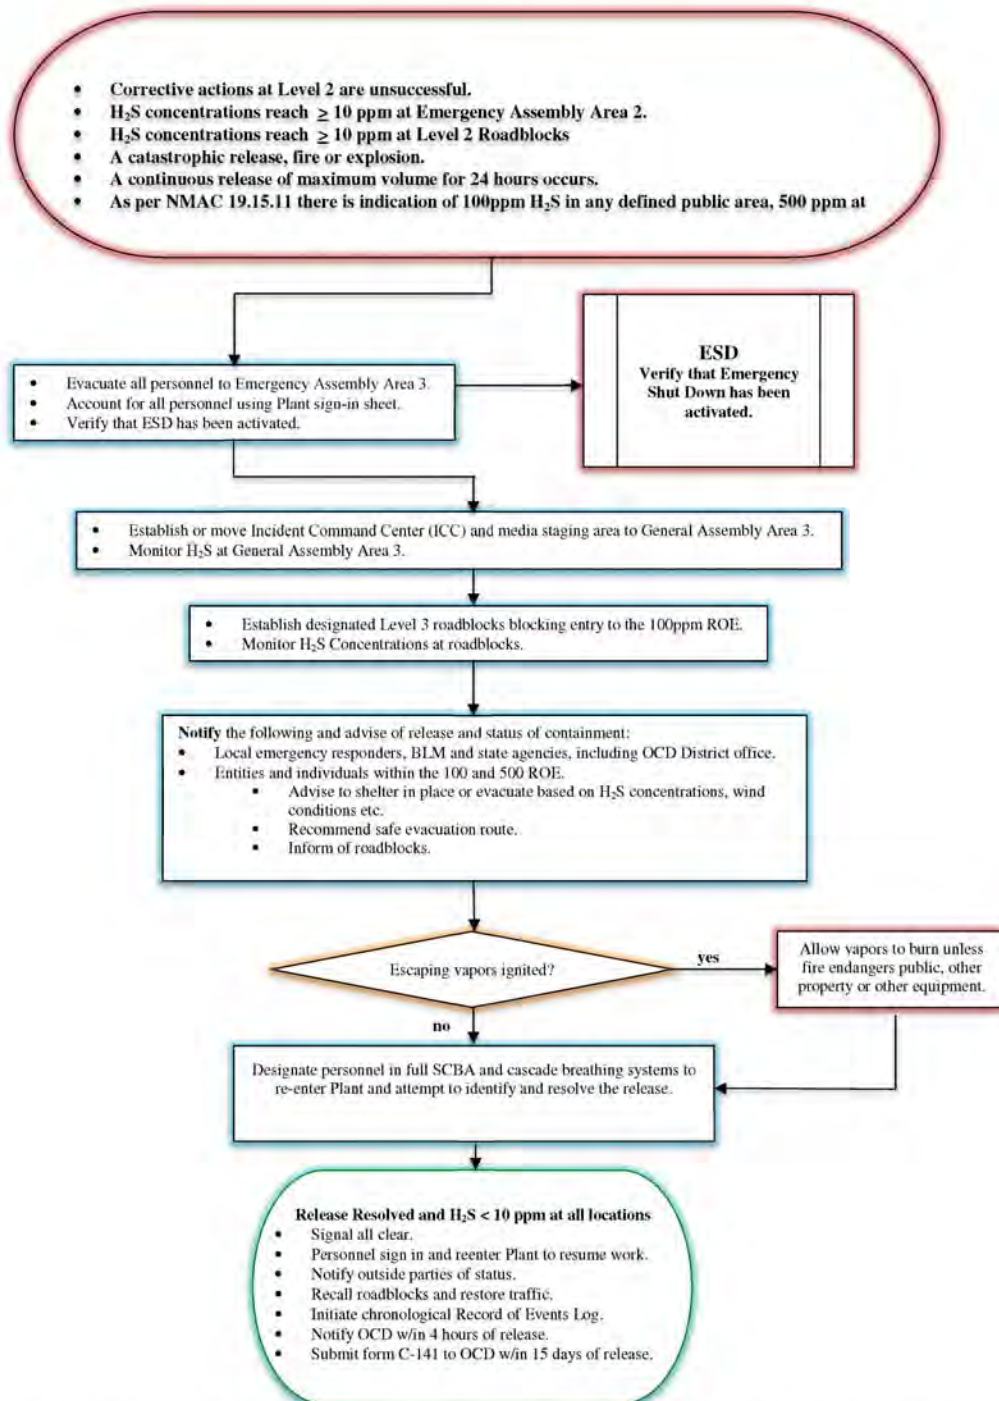 • Corrective actions at Level 2 are unsuccessful.
• H₂S concentrations reach ≥ 10 ppm at Emergency Assembly Area 2.
• H₂S concentrations reach ≥ 10 ppm at Level 2 Roadblocks
• A catastrophic release, fire or explosion.
• A continuous release of maximum volume for 24 hours occurs.
• As per NMAC 19.15.11 there is indication of 100ppm H₂S in any defined public area, 500 ppm at
• Evacuate all personnel to Emergency Assembly Area 3.
• Account for all personnel using Plant sign-in sheet.
• Verify that ESD has been activated.
ESD
Verify that Emergency
Shut Down has been
activated.
• Establish or move Incident Command Center (ICC) and media staging area to General Assembly Area 3.
• Monitor H₂S at General Assembly Area 3.
• Establish designated Level 3 roadblocks blocking entry to the 100ppm ROE.
• Monitor H₂S Concentrations at roadblocks.
Notify the following and advise of release and status of containment:
• Local emergency responders, BLM and state agencies, including OCD District office.
• Entities and individuals within the 100 and 500 ROE.
▪ Advise to shelter in place or evacuate based on H₂S concentrations, wind
conditions etc.
▪ Recommend safe evacuation route.
▪ Inform of roadblocks.
Escaping vapors ignited?
yes
Allow vapors to burn unless
fire endangers public, other
property or other equipment.
no
Designate personnel in full SCBA and cascade breathing systems to
re-enter Plant and attempt to identify and resolve the release.
Release Resolved and H₂S < 10 ppm at all locations
• Signal all clear.
• Personnel sign in and reenter Plant to resume work.
• Notify outside parties of status.
• Recall roadblocks and restore traffic.
• Initiate chronological Record of Events Log.
• Notify OCD w/in 4 hours of release.
• Submit form C-141 to OCD w/in 15 days of release.